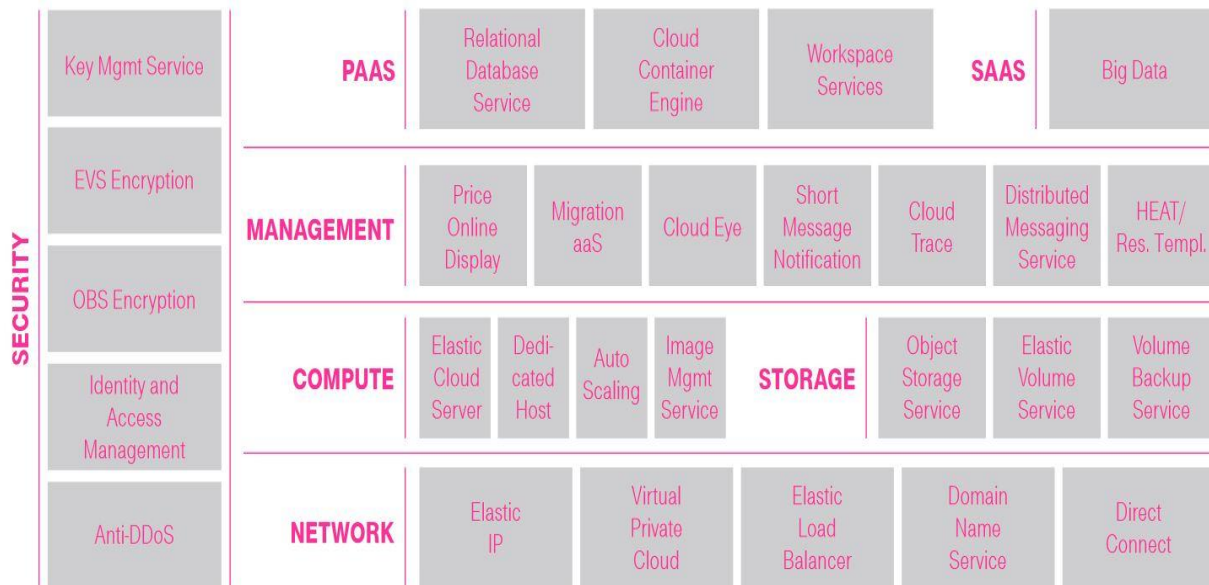 SECURITY
Key Mgmt Service
EVS Encryption
OBS Encryption
Identity and
Access
Management
Anti-DDoS
PAAS
Relational
Database
Service
Cloud
Container
Engine
Workspace
Services
SAAS
Big Data
MANAGEMENT
Price
Online
Display
Migration
aaS
Cloud Eye
Short
Message
Notification
Cloud
Trace
Distributed
Messaging
Service
HEAT/
Res. Templ.
COMPUTE
Elastic
Cloud
Server
Dedi-
cated
Host
Auto
Scaling
Image
Mgmt
Service
STORAGE
Object
Storage
Service
Elastic
Volume
Service
Volume
Backup
Service
NETWORK
Elastic
IP
Virtual
Private
Cloud
Elastic
Load
Balancer
Domain
Name
Service
Direct
Connect